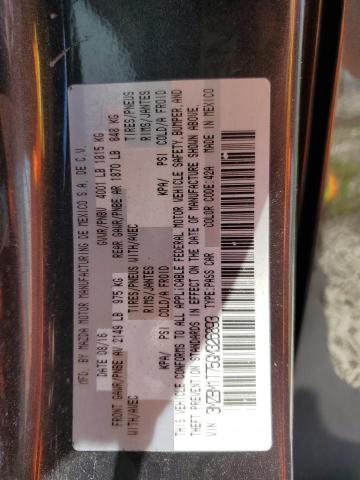 MFD BY MAZDA MOTOR MANUFACTURING DE MEXICO S.A. DE C.V.
DATE 08/16 GVWR/PNBV 4001 LB 1815 KG
FRONT GAWR/PNBE AV 2149 LB 975 KG REAR GAWR/PNBE AR 1870 LB 848 KG
WITH/AVEC TIRES/PNEUS WITH/AVEC TIRES/PNEUS
RIMS/JANTES RIMS/JANTES
KPA/ PSI COLD/A FROID KPA/ PSI COLD/A FROID
THIS VEHICLE CONFORMS TO ALL APPLICABLE FEDERAL MOTOR VEHICLE SAFETY, BUMPER, AND
THEFT PREVENTION STANDARDS IN EFFECT ON THE DATE OF MANUFACTURE SHOWN ABOVE.
VIN: TYPE:PASS CAR COLOR CODE:42A MADE IN MEXICO